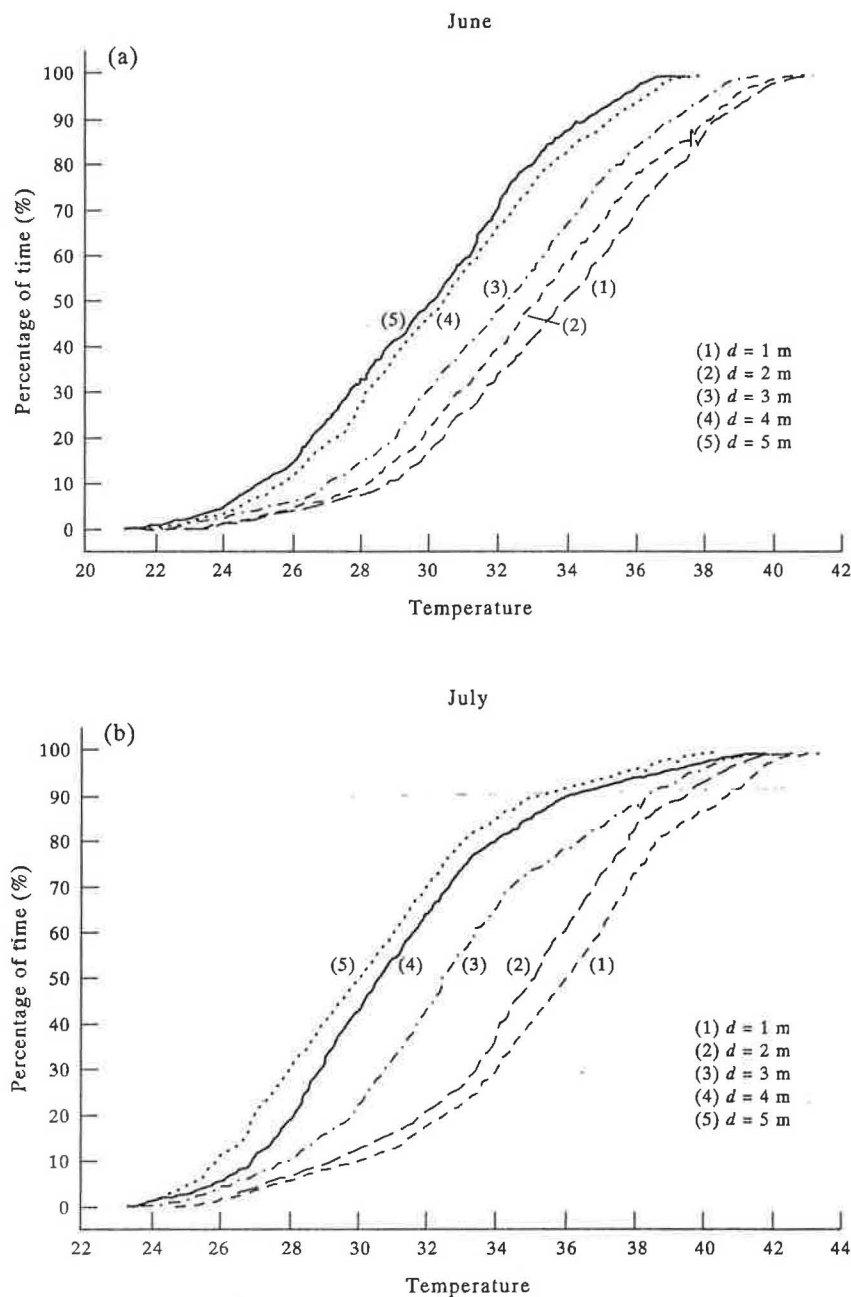 June
(a)
100
90
80
70
60
50
40
30
20
10
0
Percentage of time (%)
(5)
(4)
(3)
(2)
(1)
(1) d = 1 m
(2) d = 2 m
(3) d = 3 m
(4) d = 4 m
(5) d = 5 m
20 22 24 26 28 30 32 34 36 38 40 42
Temperature
July
(b)
100
90
80
70
60
50
40
30
20
10
0
Percentage of time (%)
(5)
(4)
(3)
(2)
(1)
(1) d = 1 m
(2) d = 2 m
(3) d = 3 m
(4) d = 4 m
(5) d = 5 m
22 24 26 28 30 32 34 36 38 40 42 44
Temperature